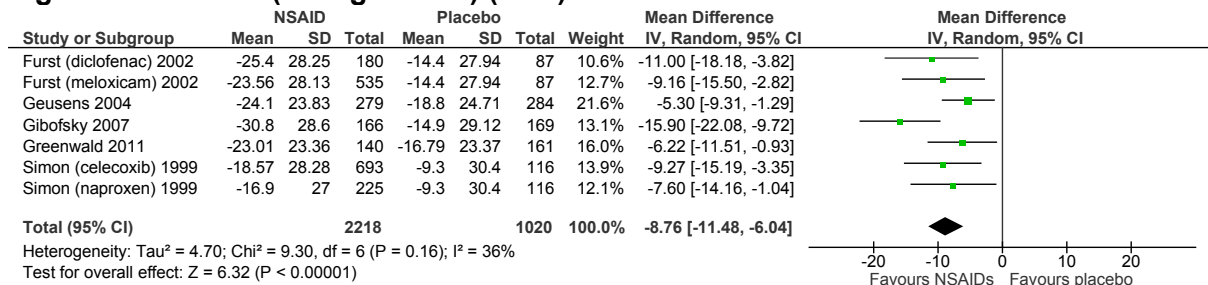 NSAID Placebo Mean Difference Mean Difference
Study or Subgroup Mean SD Total Mean SD Total Weight IV, Random, 95% CI IV, Random, 95% CI
Furst (diclofenac) 2002 -25.4 28.25 180 -14.4 27.94 87 10.6% -11.00 [-18.18, -3.82]
Furst (meloxicam) 2002 -23.56 28.13 535 -14.4 27.94 87 12.7% -9.16 [-15.50, -2.82]
Geusens 2004 -24.1 23.83 279 -18.8 24.71 284 21.6% -5.30 [-9.31, -1.29]
Gibofsky 2007 -30.8 28.6 166 -14.9 29.12 169 13.1% -15.90 [-22.08, -9.72]
Greenwald 2011 -23.01 23.36 140 -16.79 23.37 161 16.0% -6.22 [-11.51, -0.93]
Simon (celecoxib) 1999 -18.57 28.28 693 -9.3 30.4 116 13.9% -9.27 [-15.19, -3.35]
Simon (naproxen) 1999 -16.9 27 225 -9.3 30.4 116 12.1% -7.60 [-14.16, -1.04]
Total (95% CI) 2218 1020 100.0% -8.76 [-11.48, -6.04]
Heterogeneity: Tau² = 4.70; Chi² = 9.30, df = 6 (P = 0.16); I² = 36%
Test for overall effect: Z = 6.32 (P < 0.00001)
-20 -10 0 10 20
Favours NSAIDs Favours placebo